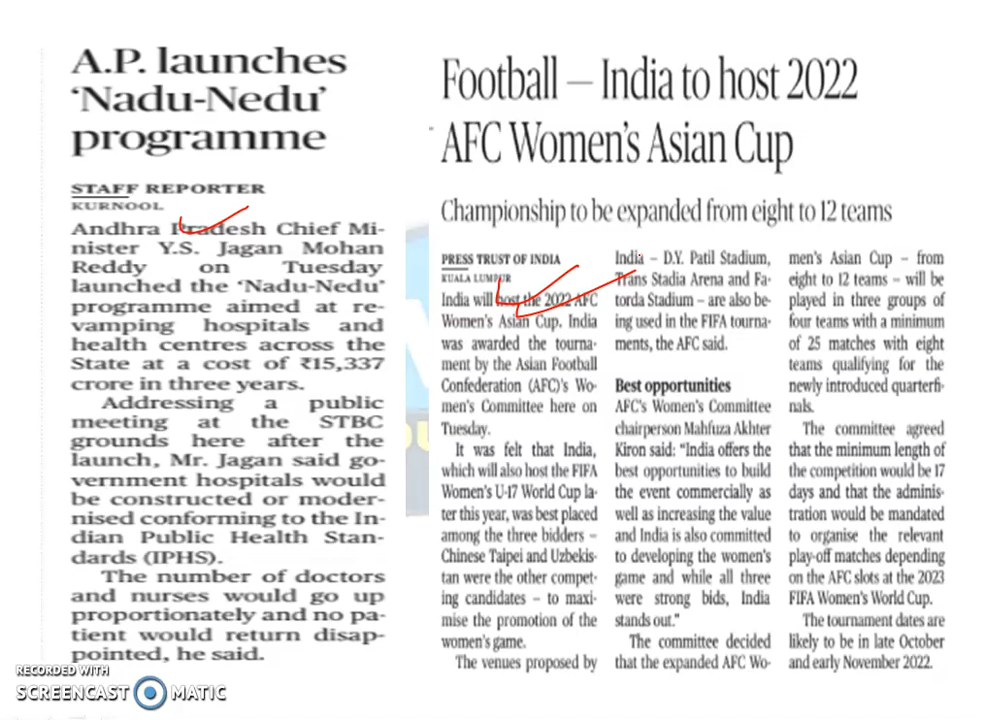 A.P. launches
‘Nadu-Nedu’
programme
STAFF REPORTER
KURNOOL
Andhra Pradesh Chief Mi-
nister Y.S. Jagan Mohan
Reddy on Tuesday
launched the ‘Nadu-Nedu’
programme aimed at re-
vamping hospitals and
health centres across the
State at a cost of ₹15,337
crore in three years.
Addressing a public
meeting at the STBC
grounds here after the
launch, Mr. Jagan said go-
vernment hospitals would
be constructed or moder-
nised conforming to the In-
dian Public Health Stan-
dards (IPHS).
The number of doctors
and nurses would go up
proportionately and no pa-
tient would return disap-
pointed, he said.
Football – India to host 2022
AFC Women’s Asian Cup
Championship to be expanded from eight to 12 teams
PRESS TRUST OF INDIA
KUALA LUMPUR
India will host the 2022 AFC
Women’s Asian Cup. India
was awarded the tourna-
ment by the Asian Football
Confederation (AFC)’s Wo-
men’s Committee here on
Tuesday.
It was felt that India,
which will also host the FIFA
Women’s U-17 World Cup la-
ter this year, was best placed
among the three bidders –
Chinese Taipei and Uzbekis-
tan were the other compet-
ing candidates – to maxi-
mise the promotion of the
women’s game.
The venues proposed by
India – D.Y. Patil Stadium,
Trans Stadia Arena and Fa-
torda Stadium – are also be-
ing used in the FIFA tourna-
ments, the AFC said.
Best opportunities
AFC’s Women’s Committee
chairperson Mahfuza Akhter
Kiron said: “India offers the
best opportunities to build
the event commercially as
well as increasing the value
and India is also committed
to developing the women’s
game and while all three
were strong bids, India
stands out.”
The committee decided
that the expanded AFC Wo-
men’s Asian Cup – from
eight to 12 teams – will be
played in three groups of
four teams with a minimum
of 25 matches with eight
teams qualifying for the
newly introduced quarterfi-
nals.
The committee agreed
that the minimum length of
the competition would be 17
days and that the adminis-
tration would be mandated
to organise the relevant
play-off matches depending
on the AFC slots at the 2023
FIFA Women’s World Cup.
The tournament dates are
likely to be in late October
and early November 2022.
RECORDED WITH
SCREENCAST MATIC